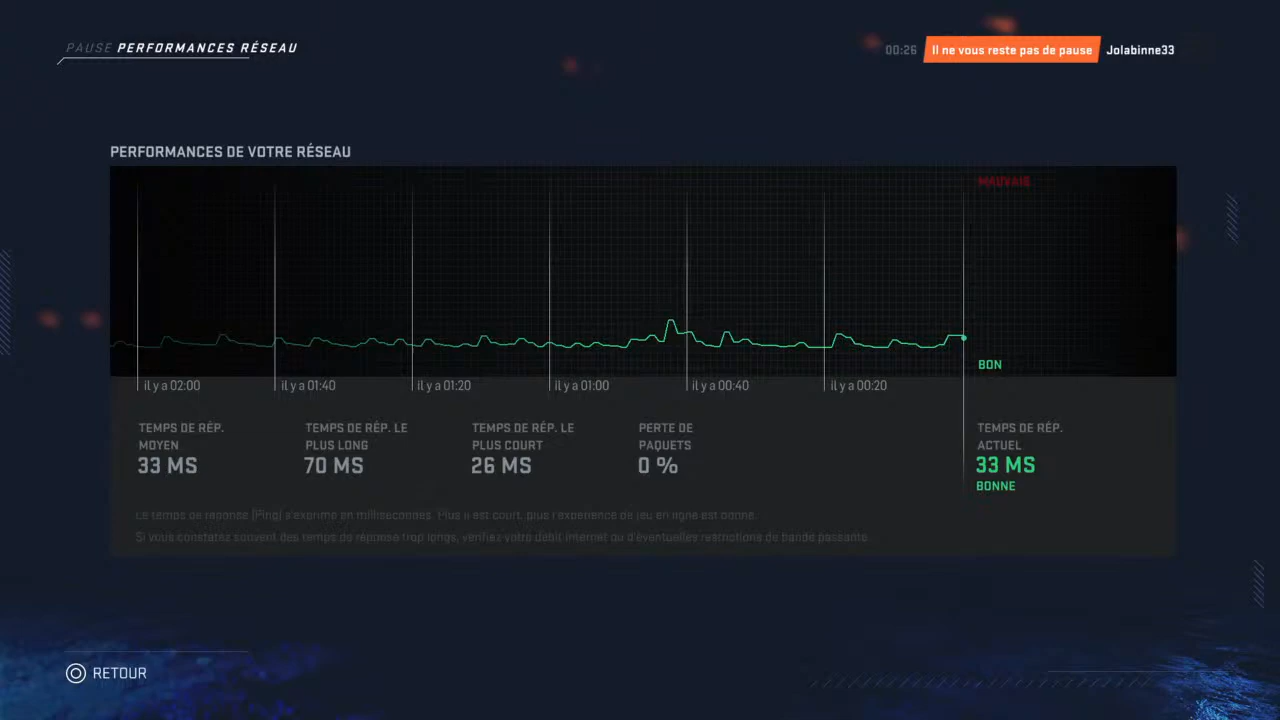 PAUSE PERFORMANCES RÉSEAU
00:26 Il ne vous reste pas de pause Jolabinne33
PERFORMANCES DE VOTRE RÉSEAU
MAUVAIS
BON
il y a 02:00 il y a 01:40 il y a 01:20 il y a 01:00 il y a 00:40 il y a 00:20
TEMPS DE RÉP. MOYEN
33 MS
TEMPS DE RÉP. LE PLUS LONG
70 MS
TEMPS DE RÉP. LE PLUS COURT
26 MS
PERTE DE PAQUETS
0 %
TEMPS DE RÉP. ACTUEL
33 MS
BONNE
Le temps de réponse (Ping) s'exprime en millisecondes. Plus il est court, plus l'expérience de jeu en ligne est bonne.
Si vous constatez souvent des temps de réponse trop longs, vérifiez votre débit Internet ou d'éventuelles restrictions de bande passante.
RETOUR